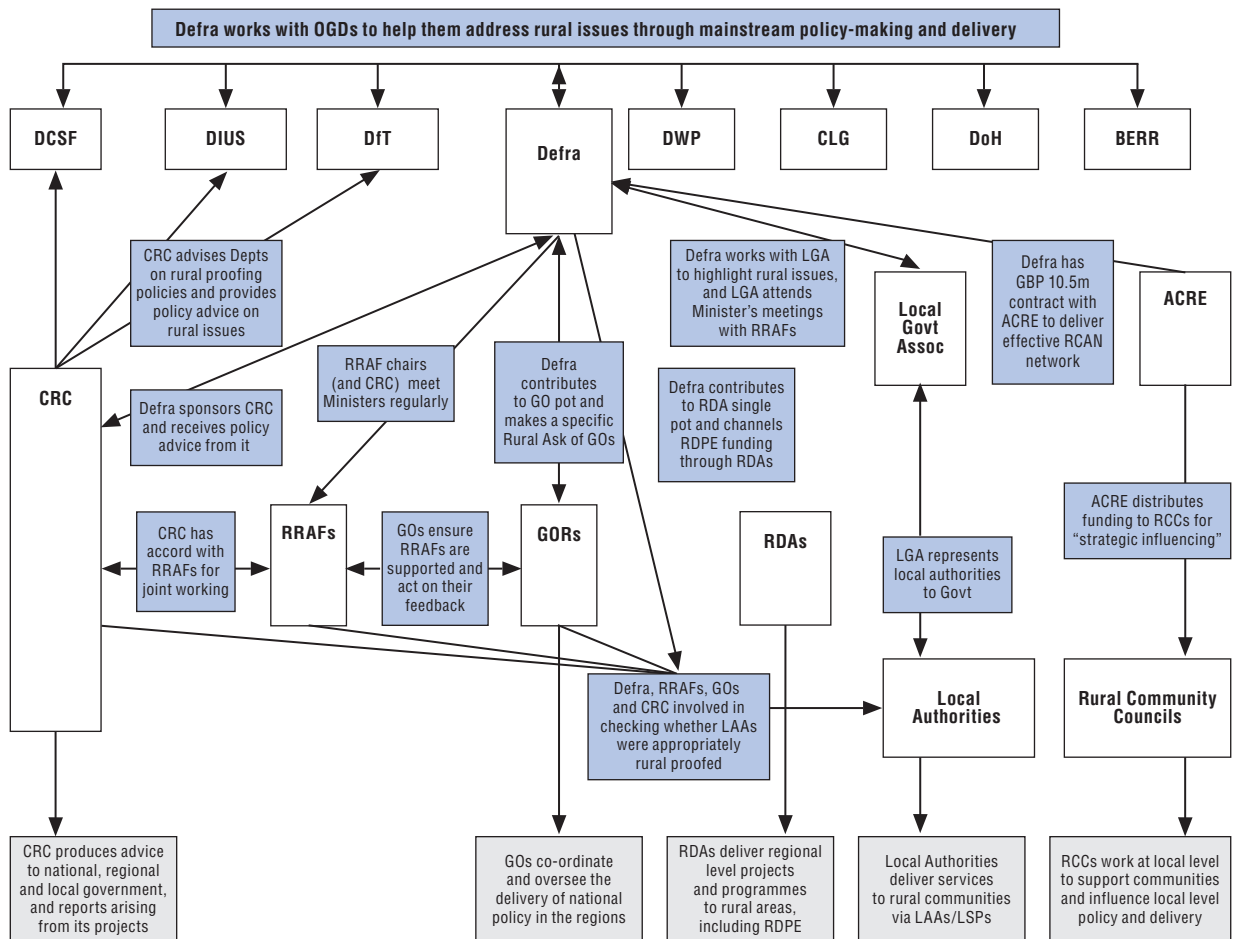 Defra works with OGDs to help them address rural issues through mainstream policy-making and delivery
DCSF
DIUS
DfT
Defra
DWP
CLG
DoH
BERR
CRC advises Depts
on rural proofing
policies and provides
policy advice on
rural issues
Defra works with LGA
to highlight rural issues,
and LGA attends
Minister's meetings
with RRAFs
Local
Govt
Assoc
Defra has
GBP 10.5m
contract with
ACRE to deliver
effective RCAN
network
ACRE
CRC
Defra sponsors CRC
and receives policy
advice from it
RRAF chairs
(and CRC) meet
Ministers regularly
Defra
contributes
to GO pot and
makes a specific
Rural Ask of GOs
Defra contributes
to RDA single
pot and channels
RDPE funding
through RDAs
CRC has
accord with
RRAFs for
joint working
RRAFs
GOs ensure
RRAFs are
supported and
act on their
feedback
GORs
RDAs
LGA represents
local authorities
to Govt
ACRE distributes
funding to RCCs for
“strategic influencing”
Defra, RRAFs, GOs
and CRC involved in
checking whether LAAs
were appropriately
rural proofed
Local
Authorities
Rural Community
Councils
CRC produces advice
to national, regional
and local government,
and reports arising
from its projects
GOs co-ordinate
and oversee the
delivery of national
policy in the regions
RDAs deliver regional
level projects
and programmes
to rural areas,
including RDPE
Local Authorities
deliver services
to rural communities
via LAAs/LSPs
RCCs work at local level
to support communities
and influence local level
policy and delivery